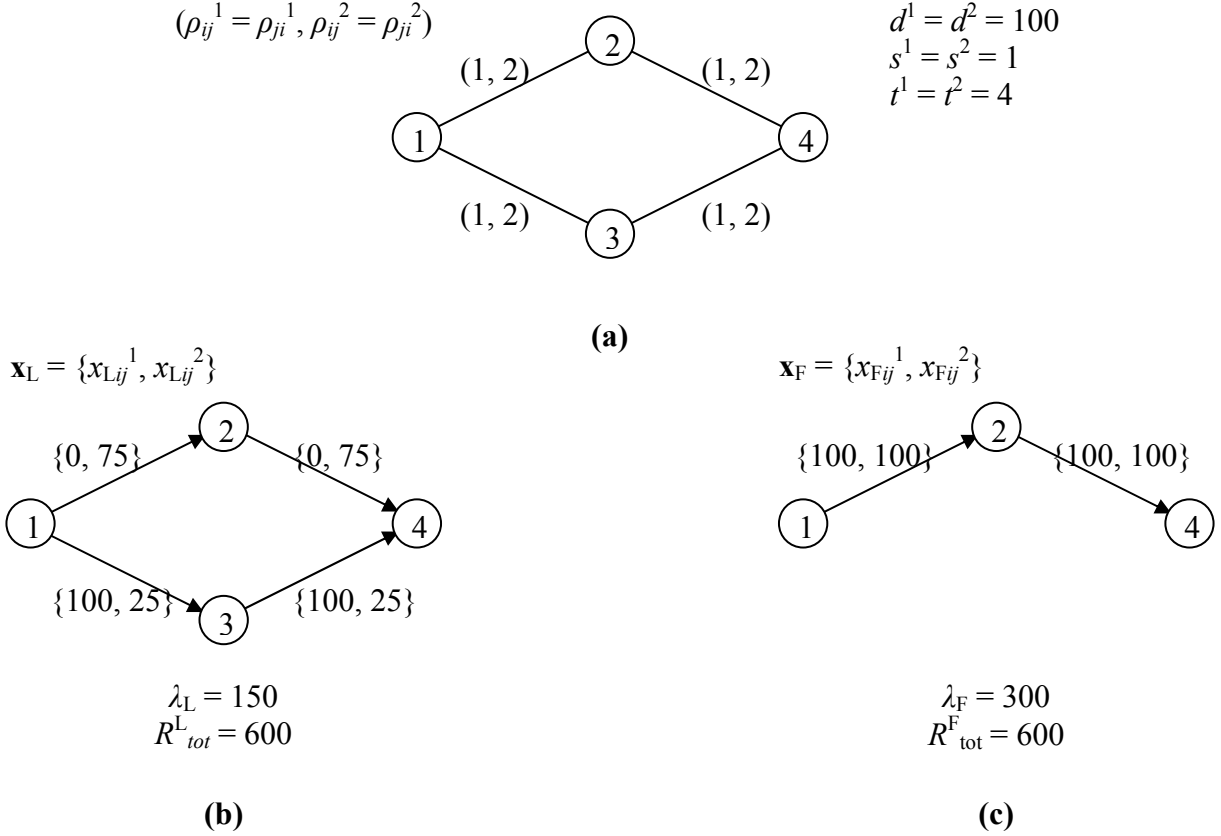 (ρij¹ = ρji¹, ρij² = ρji²)
d¹ = d² = 100
s¹ = s² = 1
t¹ = t² = 4
2
(1, 2)
(1, 2)
1
4
(1, 2)
(1, 2)
3
(a)
xL = {xLij¹, xLij²}
2
{0, 75}
{0, 75}
1
4
{100, 25}
{100, 25}
3
λL = 150
RLtot = 600
(b)
xF = {xFij¹, xFij²}
2
{100, 100}
{100, 100}
1
4
λF = 300
RFtot = 600
(c)